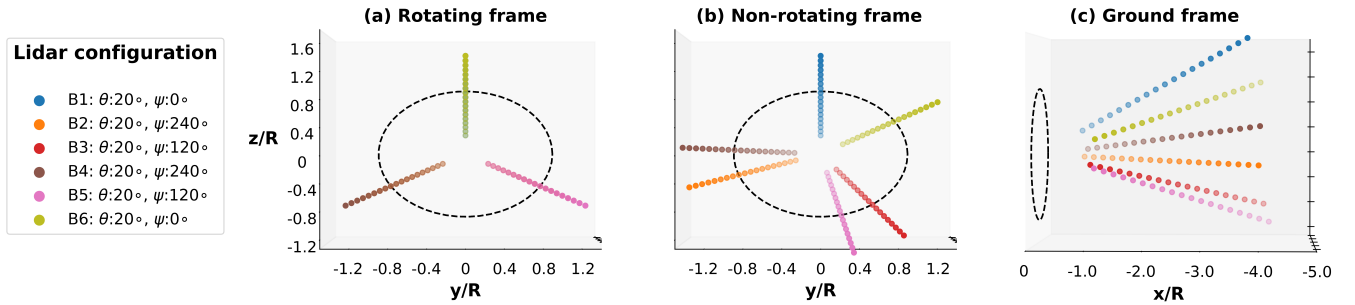 (a) Rotating frame
(b) Non-rotating frame
(c) Ground frame
Lidar configuration
B1: θ:20∘, ψ:0∘
B2: θ:20∘, ψ:240∘
B3: θ:20∘, ψ:120∘
B4: θ:20∘, ψ:240∘
B5: θ:20∘, ψ:120∘
B6: θ:20∘, ψ:0∘
z/R
1.6
1.2
0.8
0.4
0
-0.4
-0.8
-1.2
-1.2 -0.8 -0.4 0 0.4 0.8 1.2
y/R
-1.2 -0.8 -0.4 0 0.4 0.8 1.2
y/R
0 -1.0 -2.0 -3.0 -4.0 -5.0
x/R